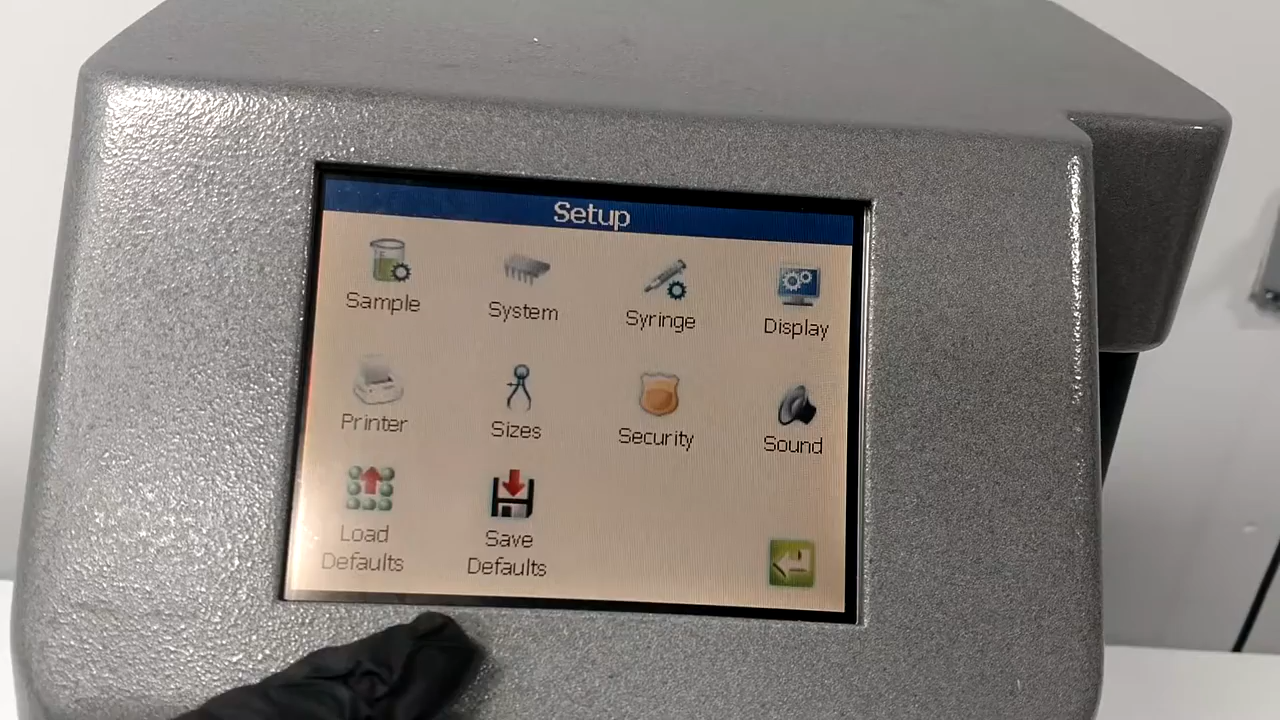 Setup
Sample
System
Syringe
Display
Printer
Sizes
Security
Sound
Load
Defaults
Save
Defaults